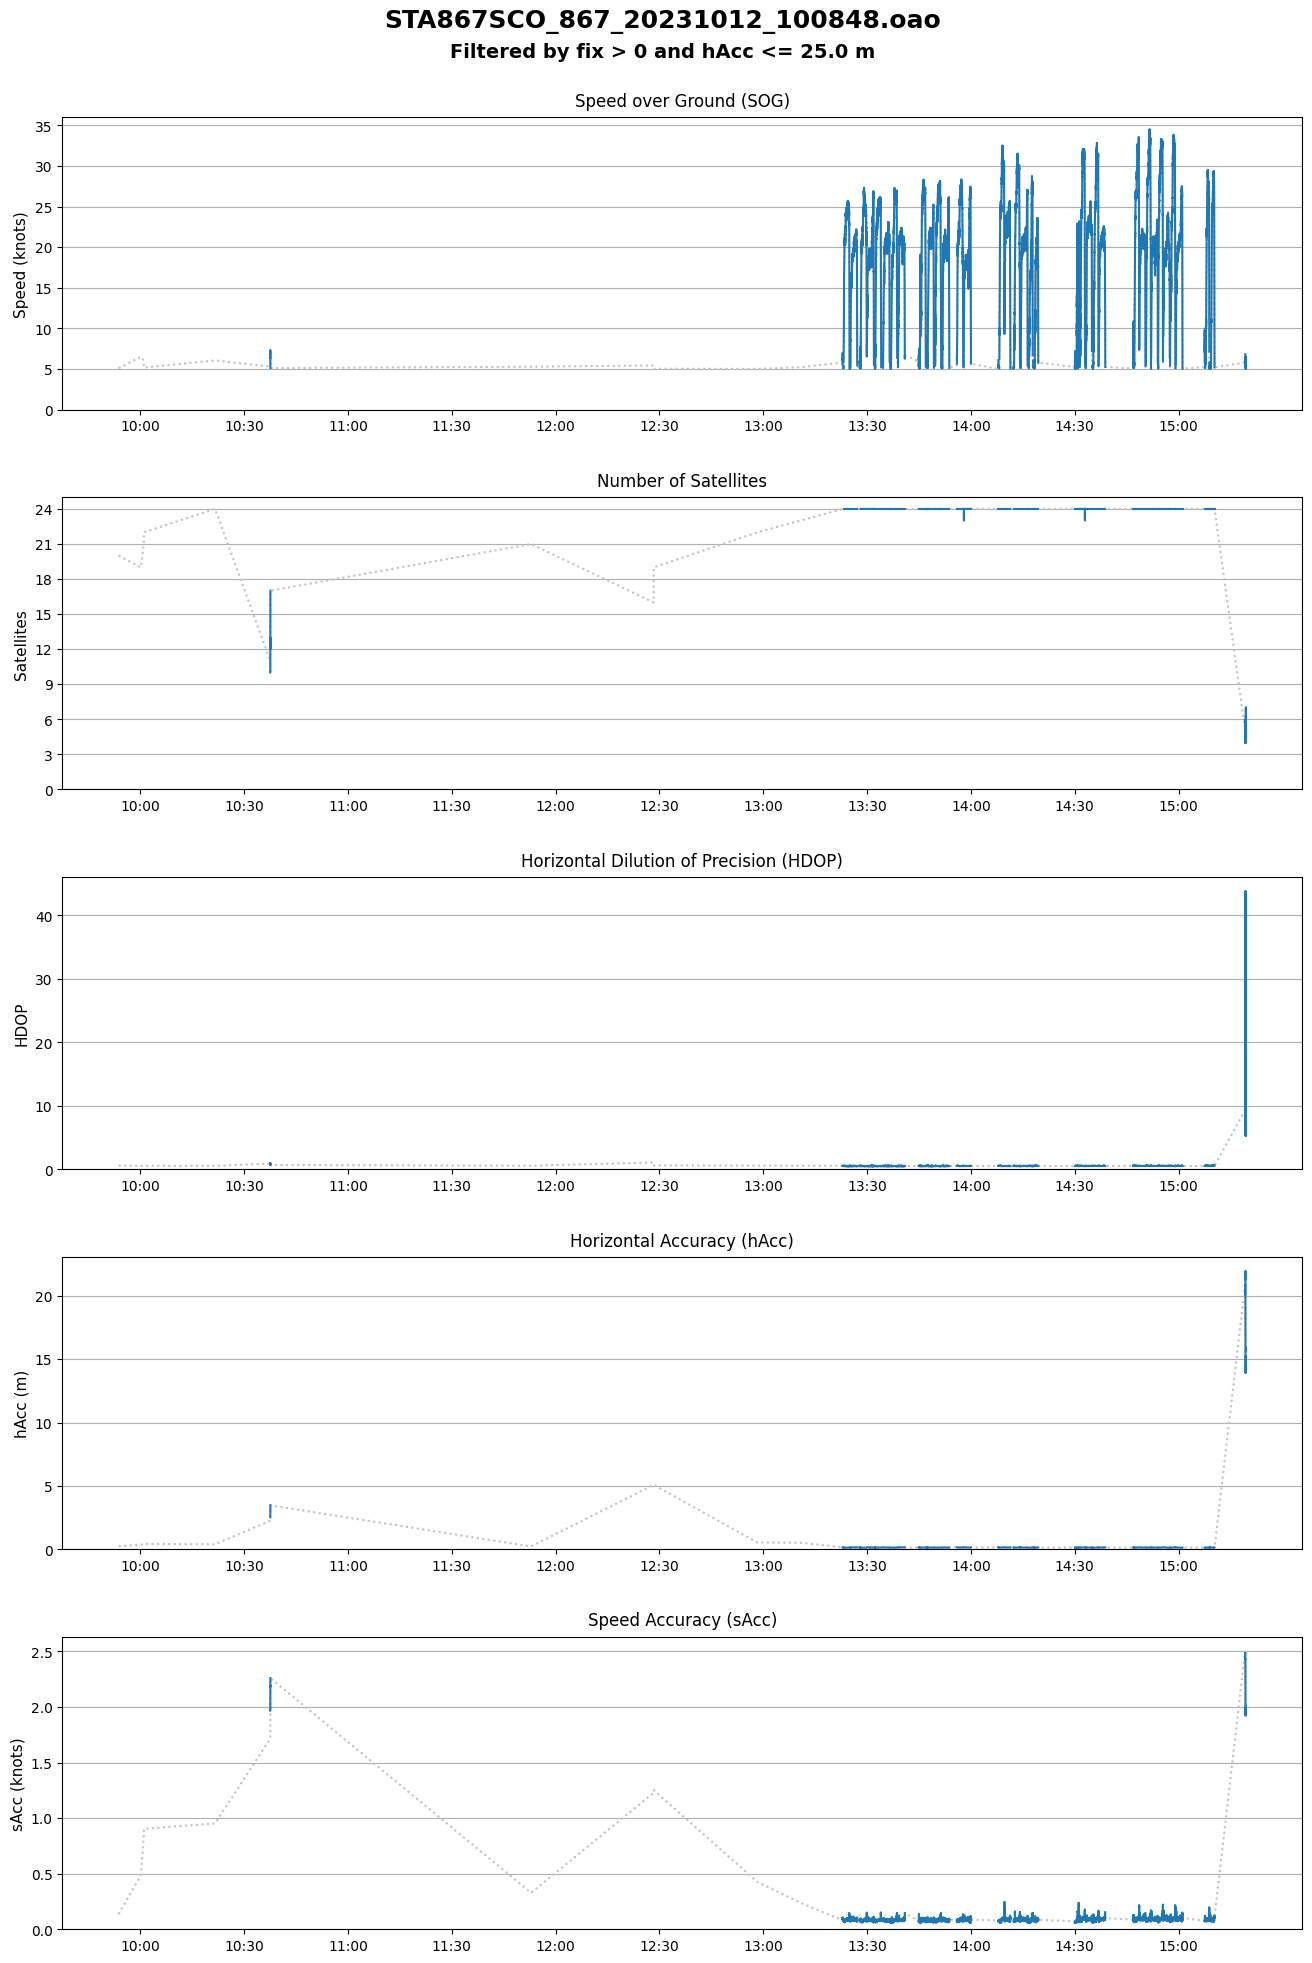 STA867SCO_867_20231012_100848.oao
Filtered by fix > 0 and hAcc <= 25.0 m
Speed over Ground (SOG)
Speed (knots)
35
30
25
20
15
10
5
0
10:00 10:30 11:00 11:30 12:00 12:30 13:00 13:30 14:00 14:30 15:00
Number of Satellites
Satellites
24
21
18
15
12
9
6
3
0
10:00 10:30 11:00 11:30 12:00 12:30 13:00 13:30 14:00 14:30 15:00
Horizontal Dilution of Precision (HDOP)
HDOP
40
30
20
10
0
10:00 10:30 11:00 11:30 12:00 12:30 13:00 13:30 14:00 14:30 15:00
Horizontal Accuracy (hAcc)
hAcc (m)
20
15
10
5
0
10:00 10:30 11:00 11:30 12:00 12:30 13:00 13:30 14:00 14:30 15:00
Speed Accuracy (sAcc)
sAcc (knots)
2.5
2.0
1.5
1.0
0.5
0.0
10:00 10:30 11:00 11:30 12:00 12:30 13:00 13:30 14:00 14:30 15:00